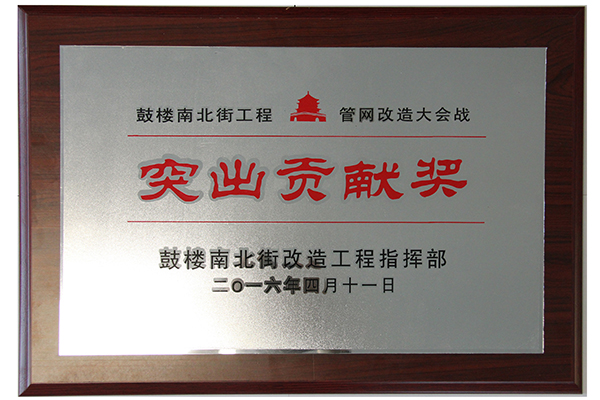 鼓楼南北街工程 管网改造大会战
突出贡献奖
鼓楼南北街改造工程指挥部
二O一六年四月十一日